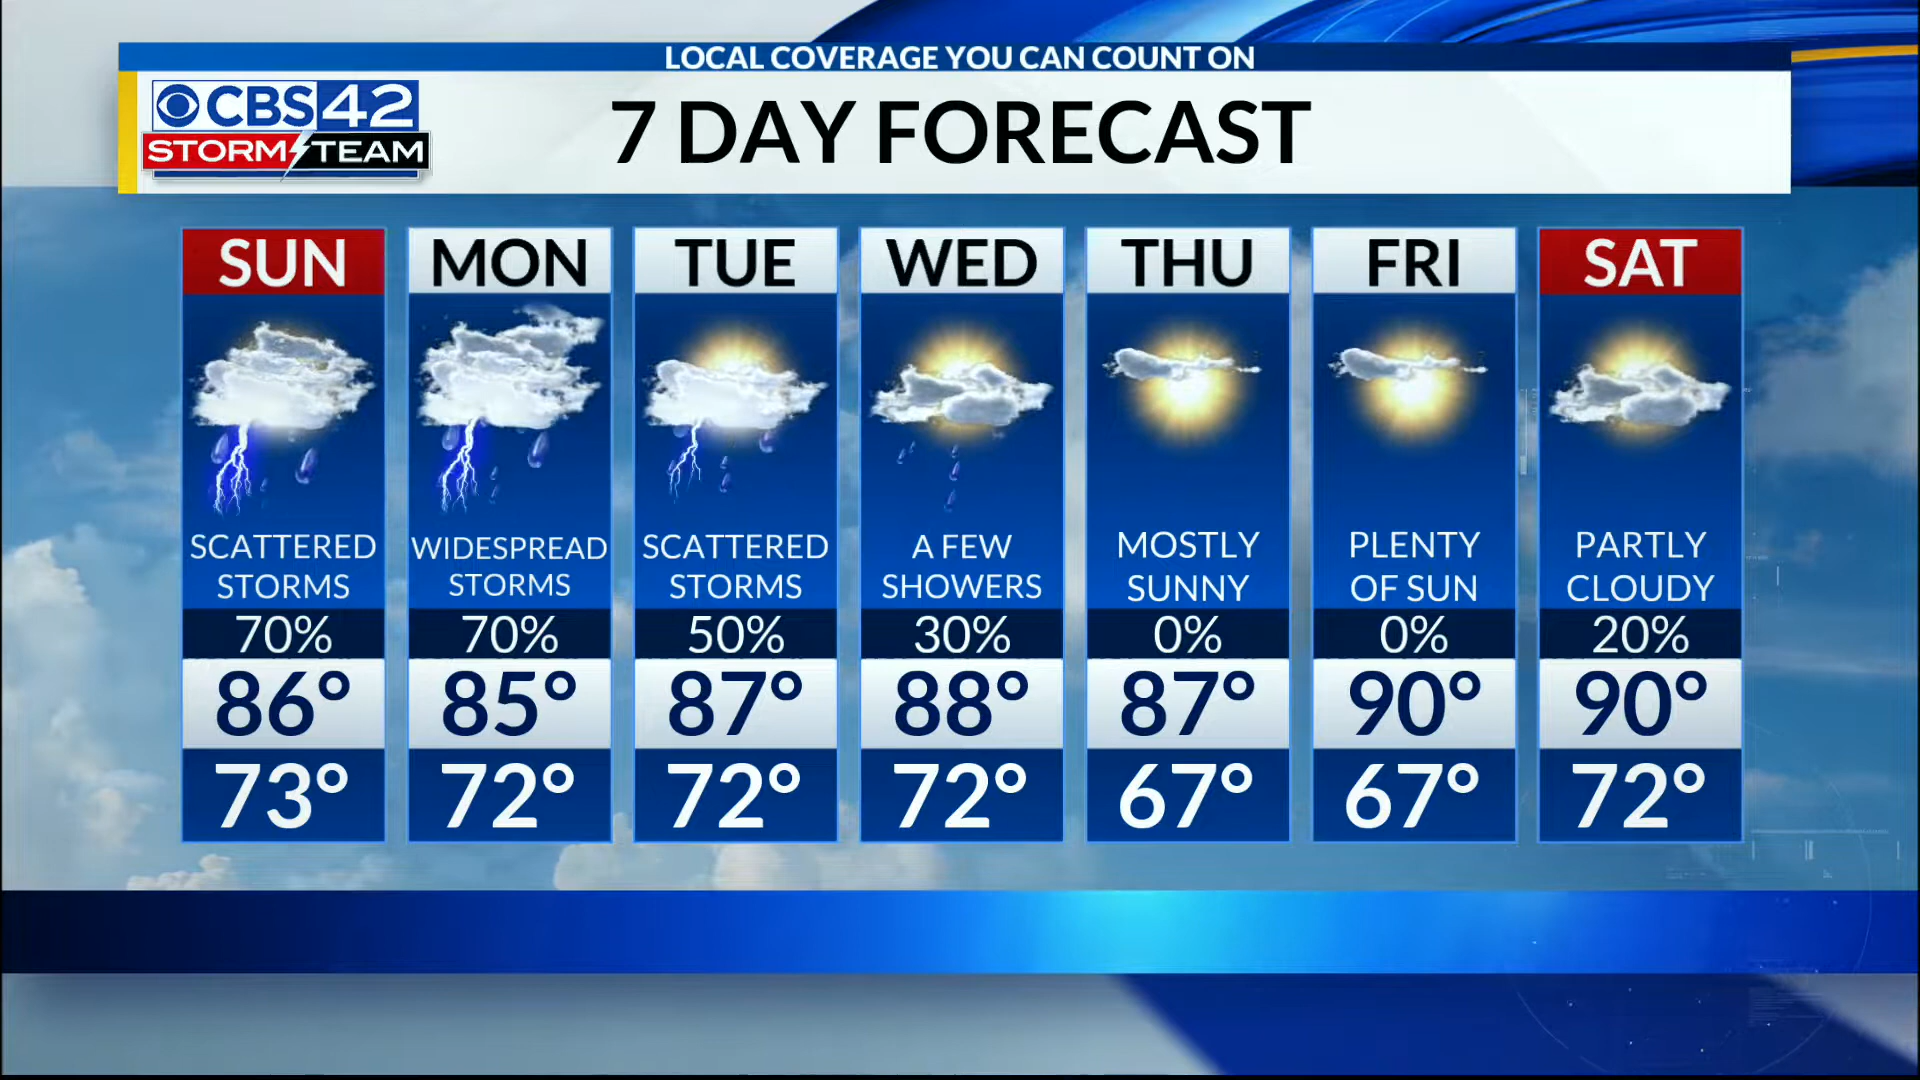 LOCAL COVERAGE YOU CAN COUNT ON
CBS 42
STORM TEAM
7 DAY FORECAST
SUN
SCATTERED
STORMS
70%
86°
73°
MON
WIDESPREAD
STORMS
70%
85°
72°
TUE
SCATTERED
STORMS
50%
87°
72°
WED
A FEW
SHOWERS
30%
88°
72°
THU
MOSTLY
SUNNY
0%
87°
67°
FRI
PLENTY
OF SUN
0%
90°
67°
SAT
PARTLY
CLOUDY
20%
90°
72°